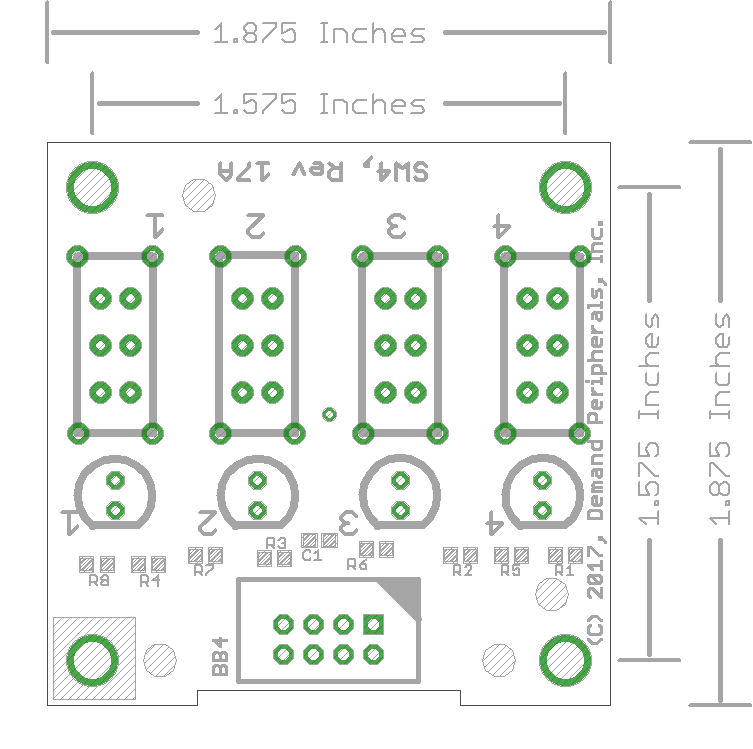 1.875 Inches
1.575 Inches
SW4, Rev 17A
1
2
3
4
(C) 2017, Demand Peripherals, Inc.
1.575 Inches
1.875 Inches
1
2
3
4
R8
R4
R7
R3
C1
R6
R2
R5
R1
BB4